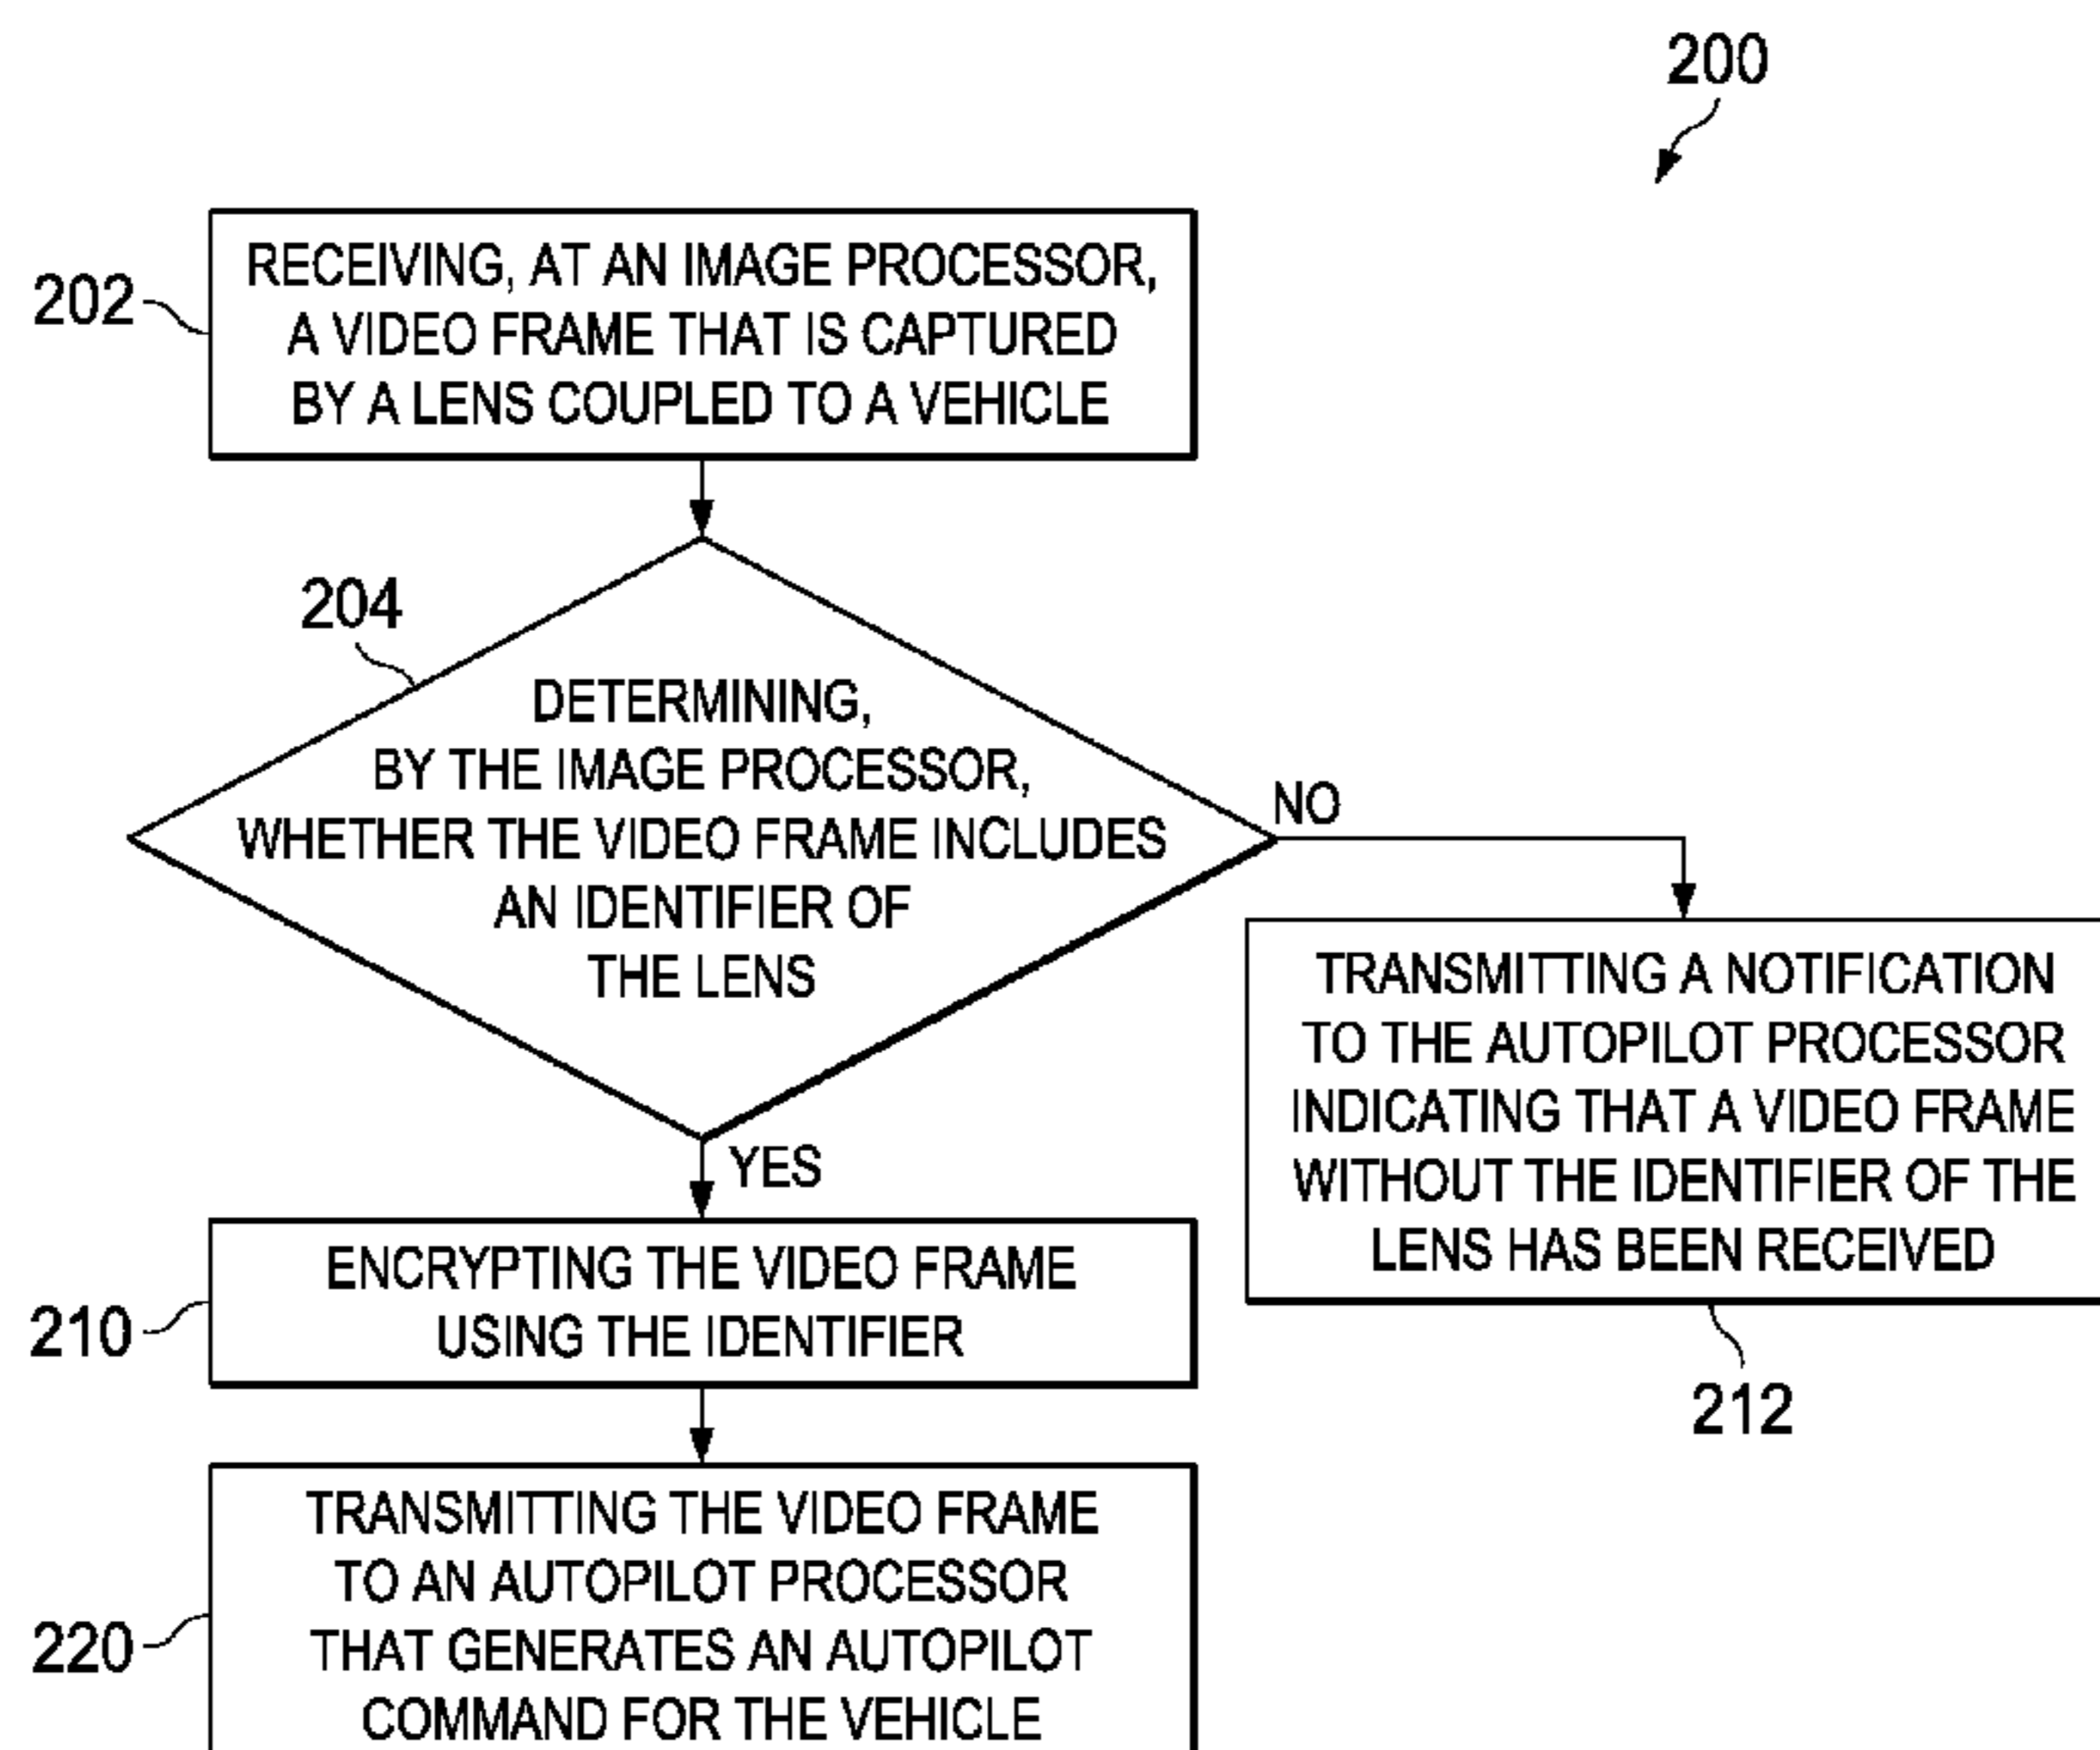 200
202
RECEIVING, AT AN IMAGE PROCESSOR,
A VIDEO FRAME THAT IS CAPTURED
BY A LENS COUPLED TO A VEHICLE
204
DETERMINING,
BY THE IMAGE PROCESSOR,
WHETHER THE VIDEO FRAME INCLUDES
AN IDENTIFIER OF
THE LENS
NO
YES
TRANSMITTING A NOTIFICATION
TO THE AUTOPILOT PROCESSOR
INDICATING THAT A VIDEO FRAME
WITHOUT THE IDENTIFIER OF THE
LENS HAS BEEN RECEIVED
212
210
ENCRYPTING THE VIDEO FRAME
USING THE IDENTIFIER
220
TRANSMITTING THE VIDEO FRAME
TO AN AUTOPILOT PROCESSOR
THAT GENERATES AN AUTOPILOT
COMMAND FOR THE VEHICLE